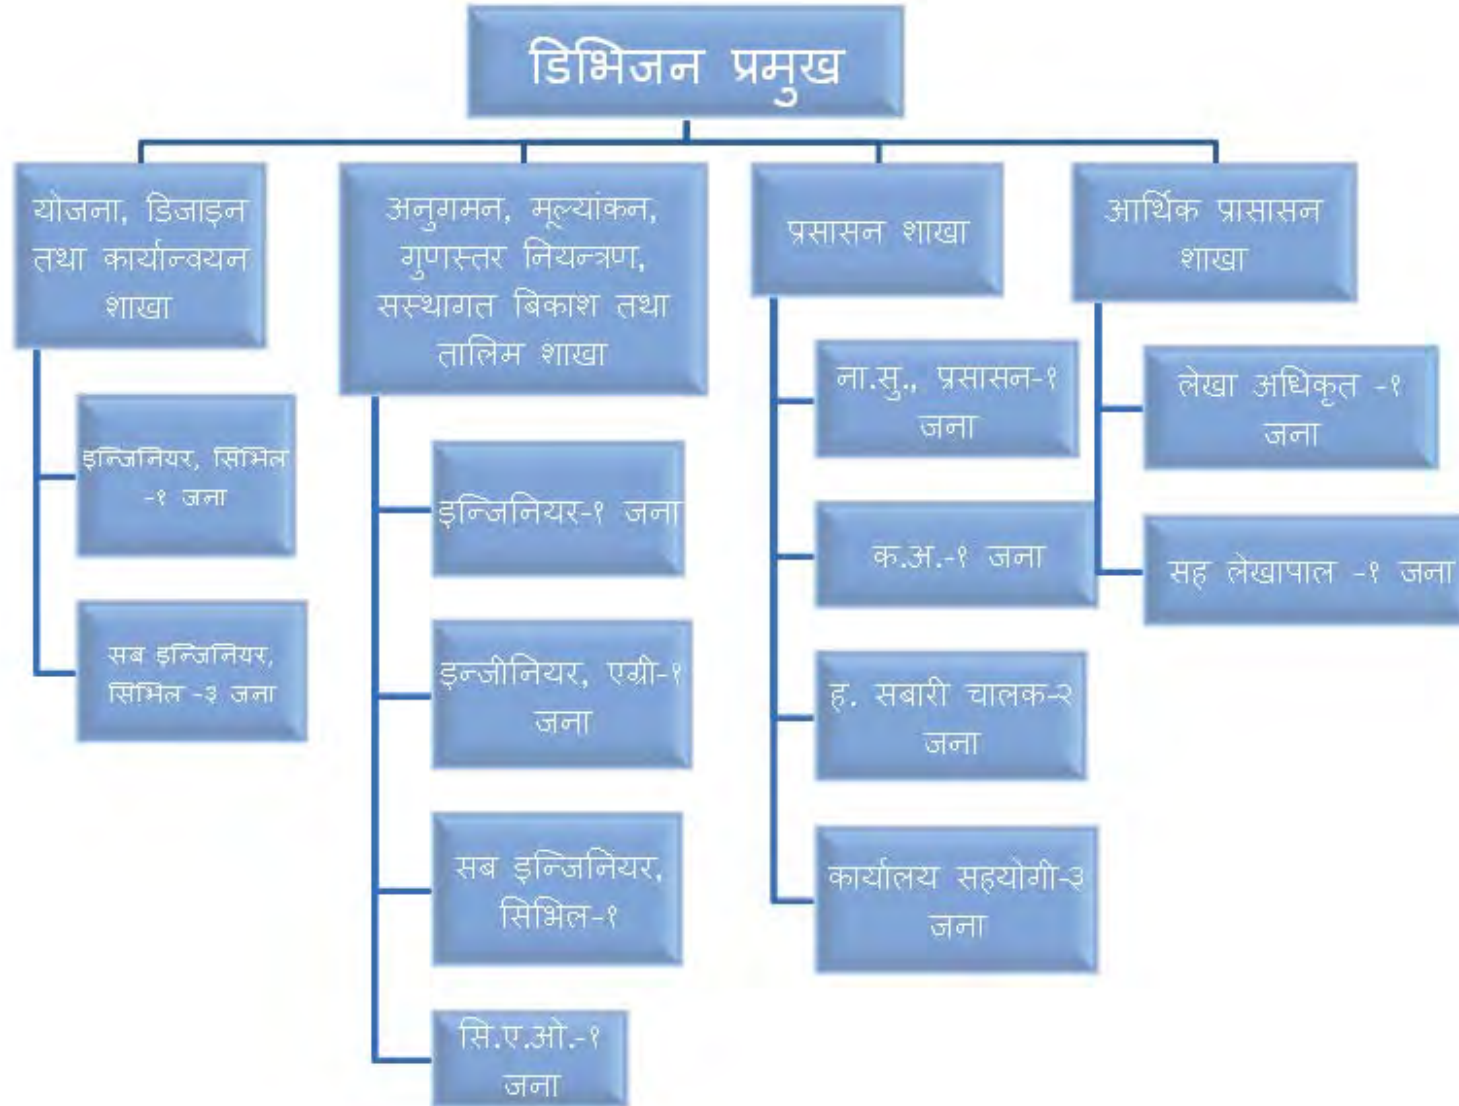 डिभिजन प्रमुख
योजना, डिजाइन
तथा कार्यान्वयन
शाखा
इन्जिनियर, सिभिल
-१ जना
सब इन्जिनियर,
सिभिल -३ जना
अनुगमन, मूल्यांकन,
गुणस्तर नियन्त्रण,
सस्थागत बिकाश तथा
तालिम शाखा
इन्जिनियर-१ जना
इन्जीनियर, एग्री-१
जना
सब इन्जिनियर,
सिभिल-१
सि.ए.ओ.-१
जना
प्रसासन शाखा
ना.सु., प्रसासन-१
जना
क.अ.-१ जना
ह. सबारी चालक-२
जना
कार्यालय सहयोगी-३
जना
आर्थिक प्रासासन
शाखा
लेखा अधिकृत -१
जना
सह लेखापाल -१ जना